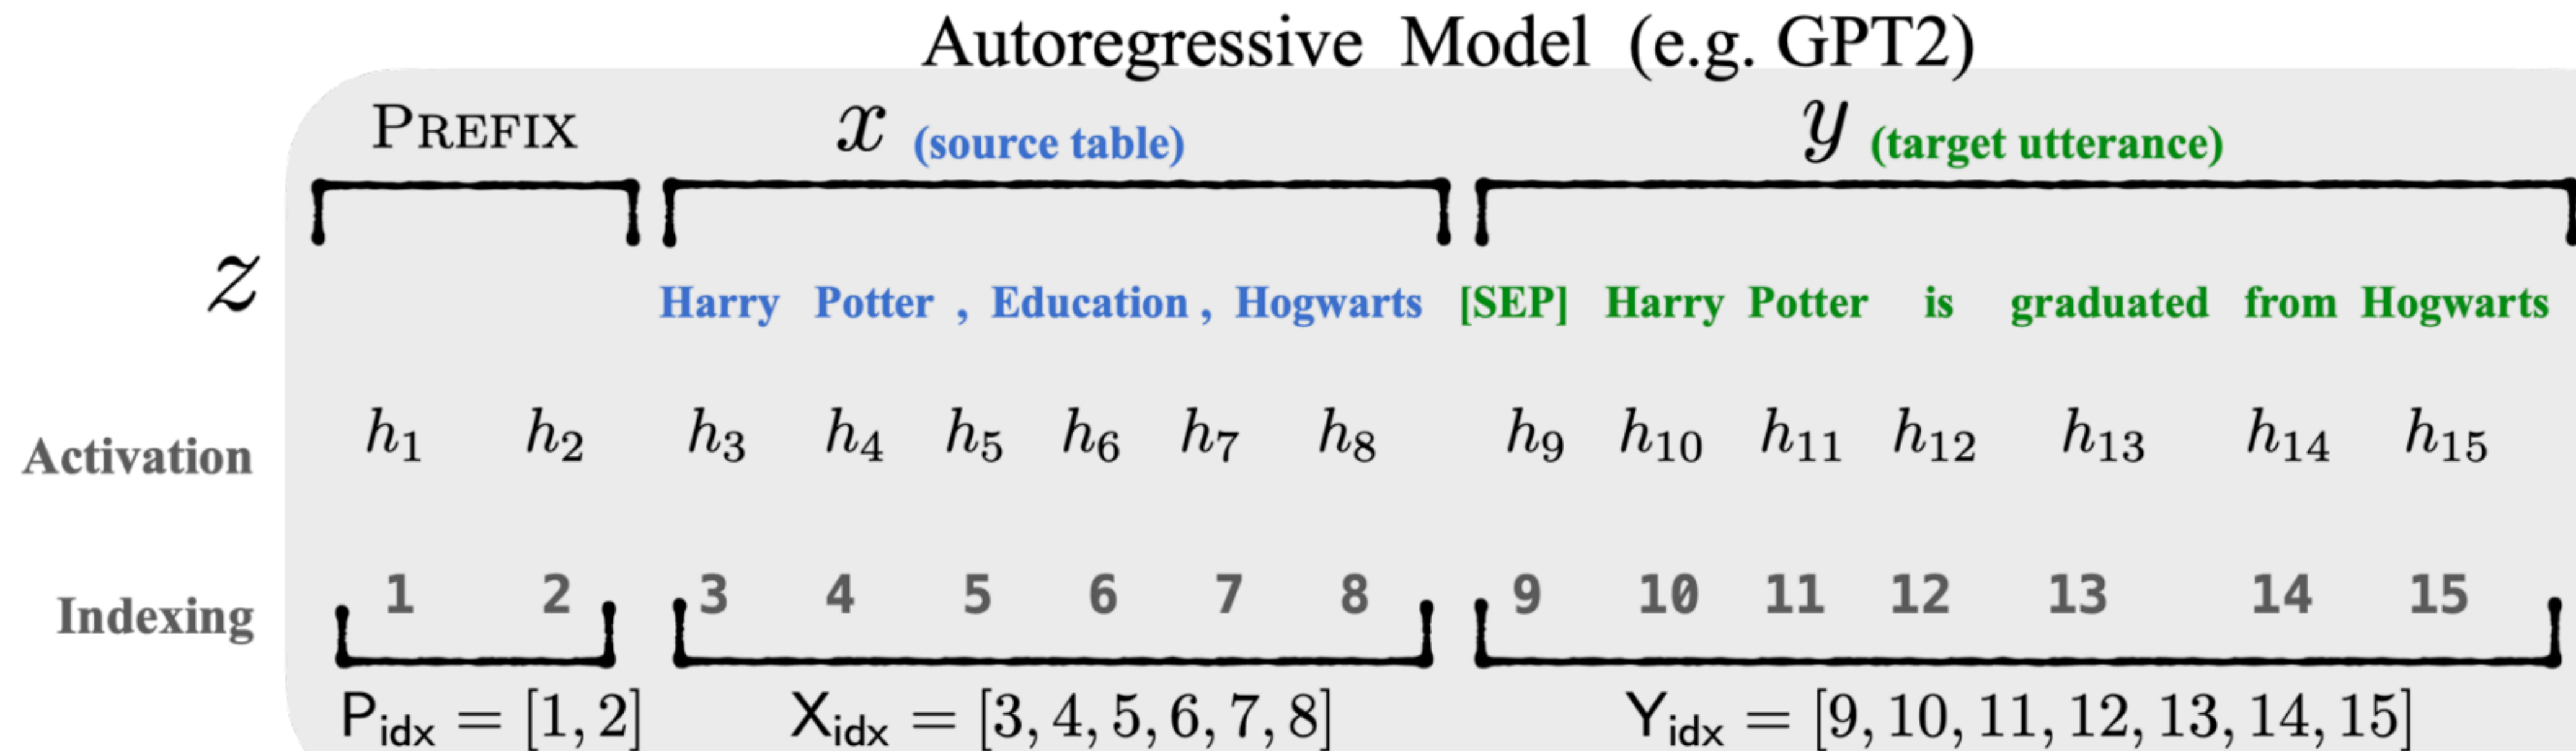 Autoregressive Model (e.g. GPT2)
PREFIX x (source table) y (target utterance)
z
Harry Potter , Education , Hogwarts [SEP] Harry Potter is graduated from Hogwarts
Activation h₁ h₂ h₃ h₄ h₅ h₆ h₇ h₈ h₉ h₁₀ h₁₁ h₁₂ h₁₃ h₁₄ h₁₅
Indexing 1 2 3 4 5 6 7 8 9 10 11 12 13 14 15
P_idx = [1, 2] X_idx = [3, 4, 5, 6, 7, 8] Y_idx = [9, 10, 11, 12, 13, 14, 15]